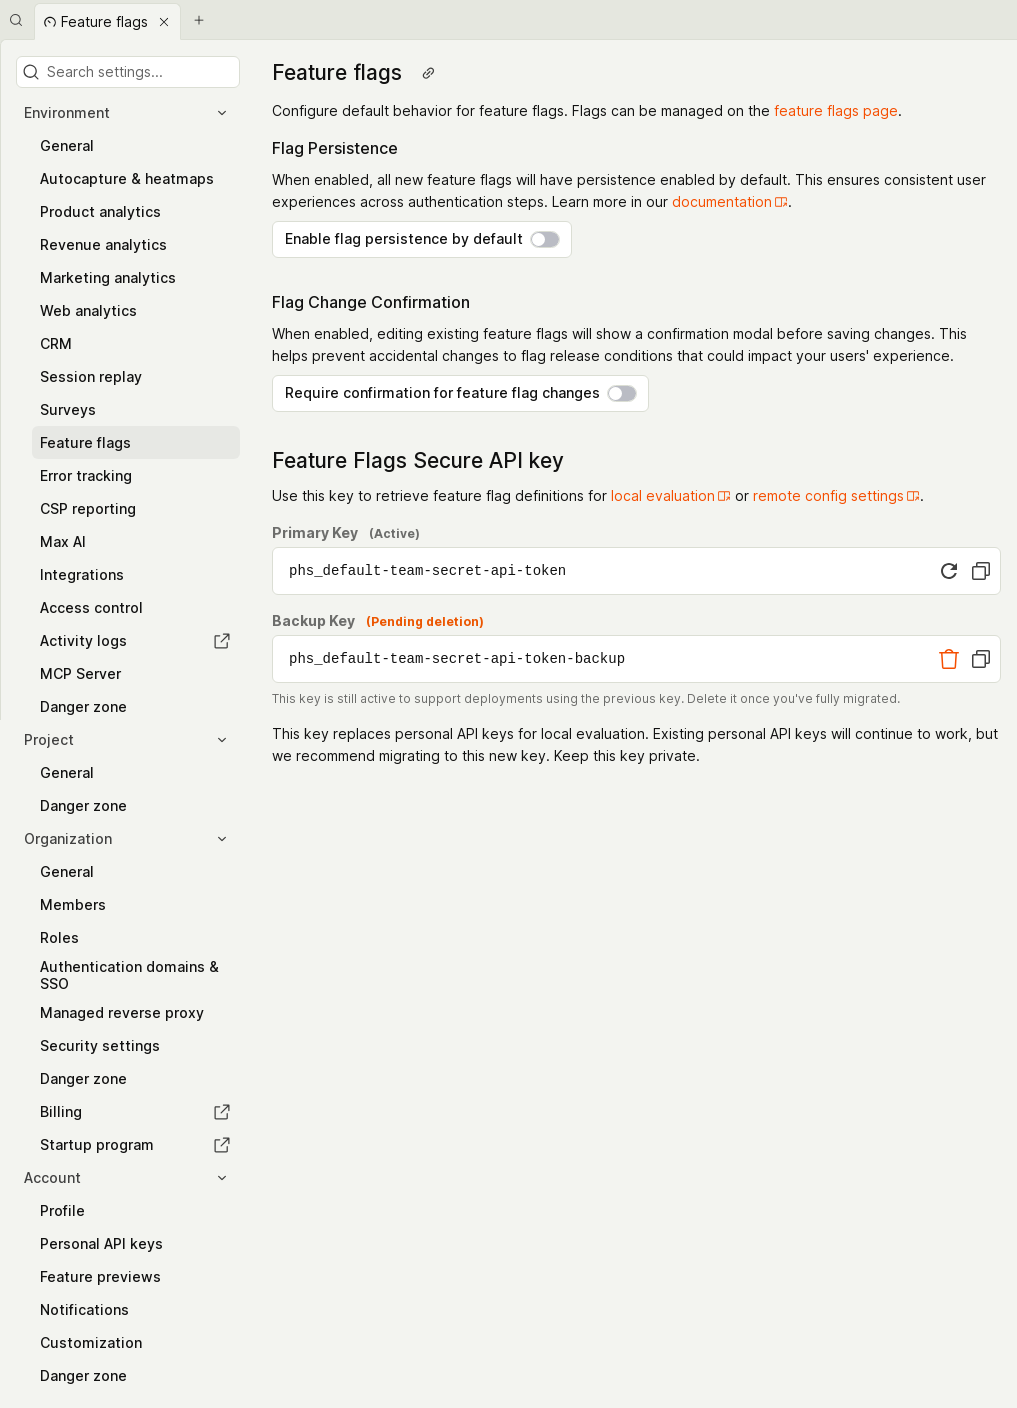 Feature flags
Search settings...
Environment
General
Autocapture & heatmaps
Product analytics
Revenue analytics
Marketing analytics
Web analytics
CRM
Session replay
Surveys
Feature flags
Error tracking
CSP reporting
Max AI
Integrations
Access control
Activity logs
MCP Server
Danger zone
Project
General
Danger zone
Organization
General
Members
Roles
Authentication domains &
SSO
Managed reverse proxy
Security settings
Danger zone
Billing
Startup program
Account
Profile
Personal API keys
Feature previews
Notifications
Customization
Danger zone
Feature flags
Configure default behavior for feature flags. Flags can be managed on the feature flags page.
Flag Persistence
When enabled, all new feature flags will have persistence enabled by default. This ensures consistent user
experiences across authentication steps. Learn more in our documentation.
Enable flag persistence by default
Flag Change Confirmation
When enabled, editing existing feature flags will show a confirmation modal before saving changes. This
helps prevent accidental changes to flag release conditions that could impact your users' experience.
Require confirmation for feature flag changes
Feature Flags Secure API key
Use this key to retrieve feature flag definitions for local evaluation or remote config settings.
Primary Key (Active)
phs_default-team-secret-api-token
Backup Key (Pending deletion)
phs_default-team-secret-api-token-backup
This key is still active to support deployments using the previous key. Delete it once you've fully migrated.
This key replaces personal API keys for local evaluation. Existing personal API keys will continue to work, but
we recommend migrating to this new key. Keep this key private.